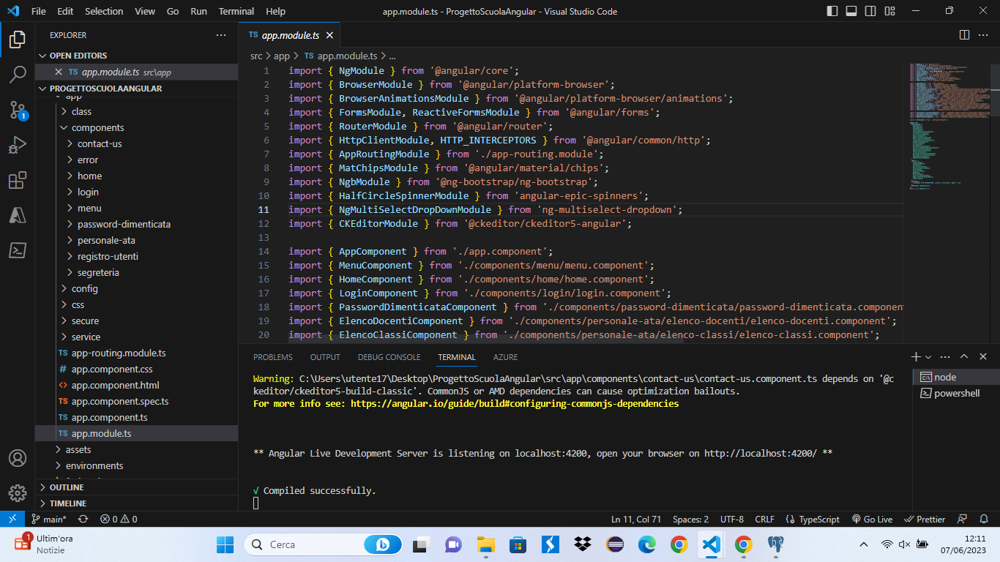 File Edit Selection View Go Run Terminal Help
app.module.ts - ProgettoScuolaAngular - Visual Studio Code
EXPLORER
OPEN EDITORS
TS app.module.ts src\app
PROGETTOSCUOLAANGULAR
app
class
components
contact-us
error
home
login
menu
password-dimenticata
personale-ata
registro-utenti
segreteria
config
css
secure
service
TS app-routing.module.ts
# app.component.css
<> app.component.html
TS app.component.spec.ts
TS app.component.ts
TS app.module.ts
assets
environments
OUTLINE
TIMELINE
1
TS app.module.ts
src > app > TS app.module.ts > ...
1 import { NgModule } from '@angular/core';
2 import { BrowserModule } from '@angular/platform-browser';
3 import { BrowserAnimationsModule } from '@angular/platform-browser/animations';
4 import { FormsModule, ReactiveFormsModule } from '@angular/forms';
5 import { RouterModule } from '@angular/router';
6 import { HttpClientModule, HTTP_INTERCEPTORS } from '@angular/common/http';
7 import { AppRoutingModule } from './app-routing.module';
8 import { MatChipsModule } from '@angular/material/chips';
9 import { NgbModule } from '@ng-bootstrap/ng-bootstrap';
10 import { HalfCircleSpinnerModule } from 'angular-epic-spinners';
11 import { NgMultiSelectDropDownModule } from 'ng-multiselect-dropdown';
12 import { CKEditorModule } from '@ckeditor/ckeditor5-angular';
13
14 import { AppComponent } from './app.component';
15 import { MenuComponent } from './components/menu/menu.component';
16 import { HomeComponent } from './components/home/home.component';
17 import { LoginComponent } from './components/login/login.component';
18 import { PasswordDimenticataComponent } from './components/password-dimenticata/password-dimenticata.component
19 import { ElencoDocentiComponent } from './components/personale-ata/elenco-docenti/elenco-docenti.component';
20 import { ElencoClassiComponent } from './components/personale-ata/elenco-classi/elenco-classi.component';
PROBLEMS OUTPUT DEBUG CONSOLE TERMINAL AZURE
Warning: C:\Users\utente17\Desktop\ProgettoScuolaAngular\src\app\components\contact-us\contact-us.component.ts depends on '@c
keditor/ckeditor5-build-classic'. CommonJS or AMD dependencies can cause optimization bailouts.
For more info see: https://angular.io/guide/build#configuring-commonjs-dependencies
** Angular Live Development Server is listening on localhost:4200, open your browser on http://localhost:4200/ **
√ Compiled successfully.
node
powershell
main* 0 0
Ln 11, Col 71 Spaces: 2 UTF-8 CRLF {} TypeScript Go Live Prettier
1
Ultim'ora
Notizie
Cerca
12:11
07/06/2023